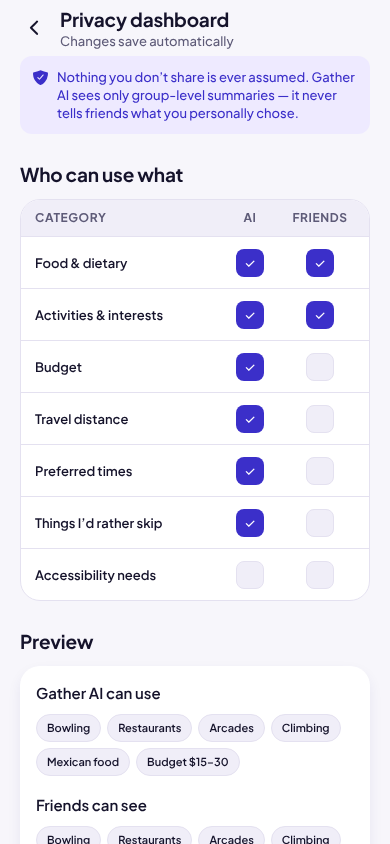 Privacy dashboard
Changes save automatically
Nothing you don’t share is ever assumed. Gather
AI sees only group-level summaries — it never
tells friends what you personally chose.
Who can use what
CATEGORY AI FRIENDS
Food & dietary
Activities & interests
Budget
Travel distance
Preferred times
Things I’d rather skip
Accessibility needs
Preview
Gather AI can use
Bowling Restaurants Arcades Climbing
Mexican food Budget $15–30
Friends can see
Bowling Restaurants Arcades Climbing